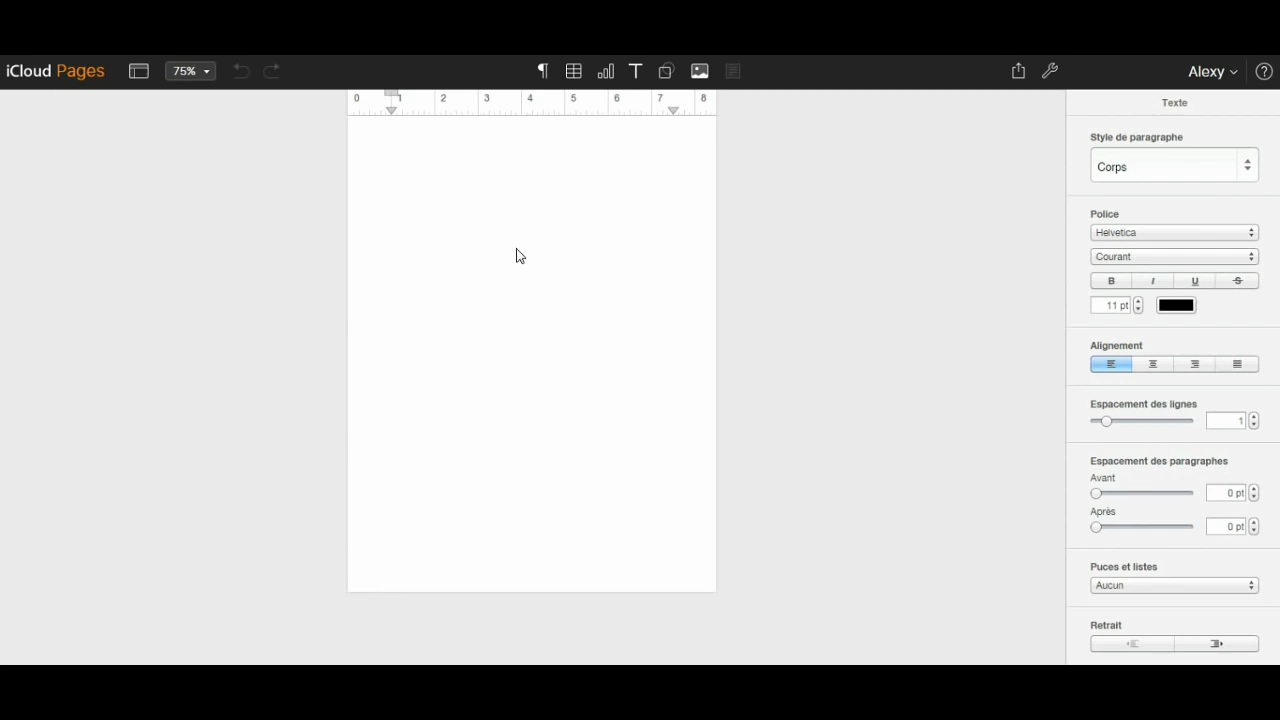 iCloud Pages 75% Alexy
0 1 2 3 4 5 6 7 8
Texte
Style de paragraphe
Corps
Police
Helvetica
Courant
B I U S
11 pt
Alignement
Espacement des lignes
1
Espacement des paragraphes
Avant
0 pt
Après
0 pt
Puces et listes
Aucun
Retrait